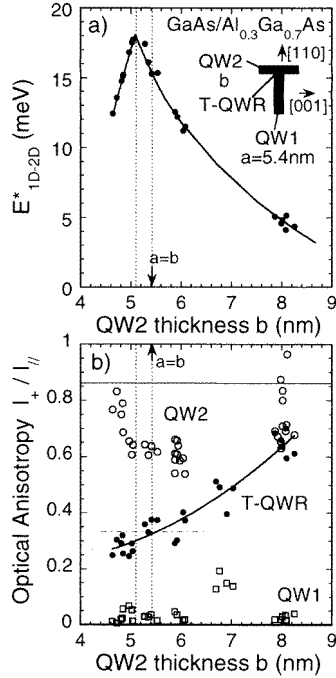 a)
GaAs/Al0.3Ga0.7As
QW2
b
[110]
T-QWR
[001]
QW1
a=5.4nm
E*1D-2D (meV)
20
15
10
5
0
a=b
4 5 6 7 8 9
QW2 thickness b (nm)
b)
a=b
QW2
T-QWR
QW1
Optical Anisotropy I+ / I//
1
0.8
0.6
0.4
0.2
0
4 5 6 7 8 9
QW2 thickness b (nm)